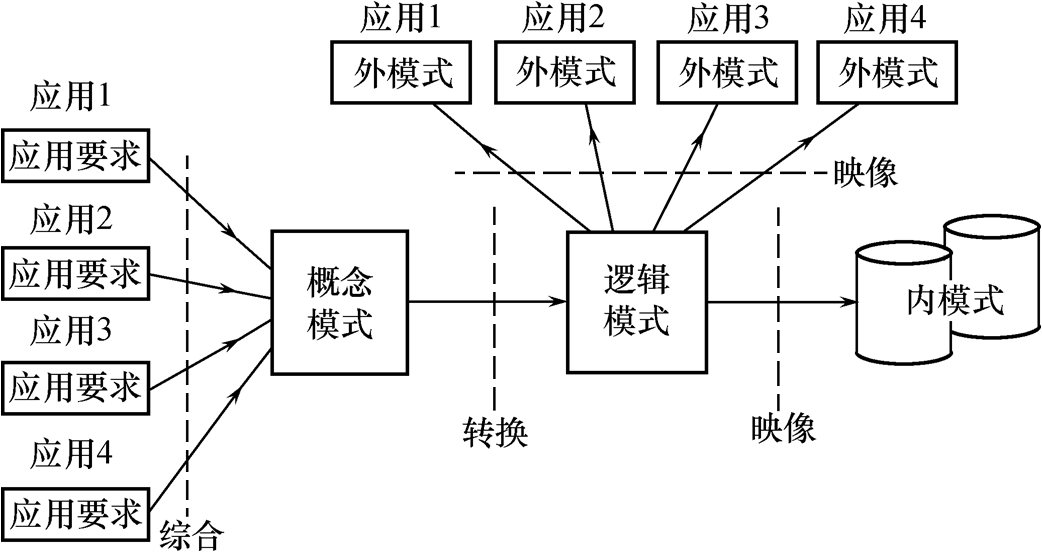 应用1
应用2
应用3
应用4
外模式
外模式
外模式
外模式
映像
应用1
应用要求
应用2
应用要求
应用3
应用要求
应用4
应用要求
综合
概念
模式
转换
逻辑
模式
映像
内模式